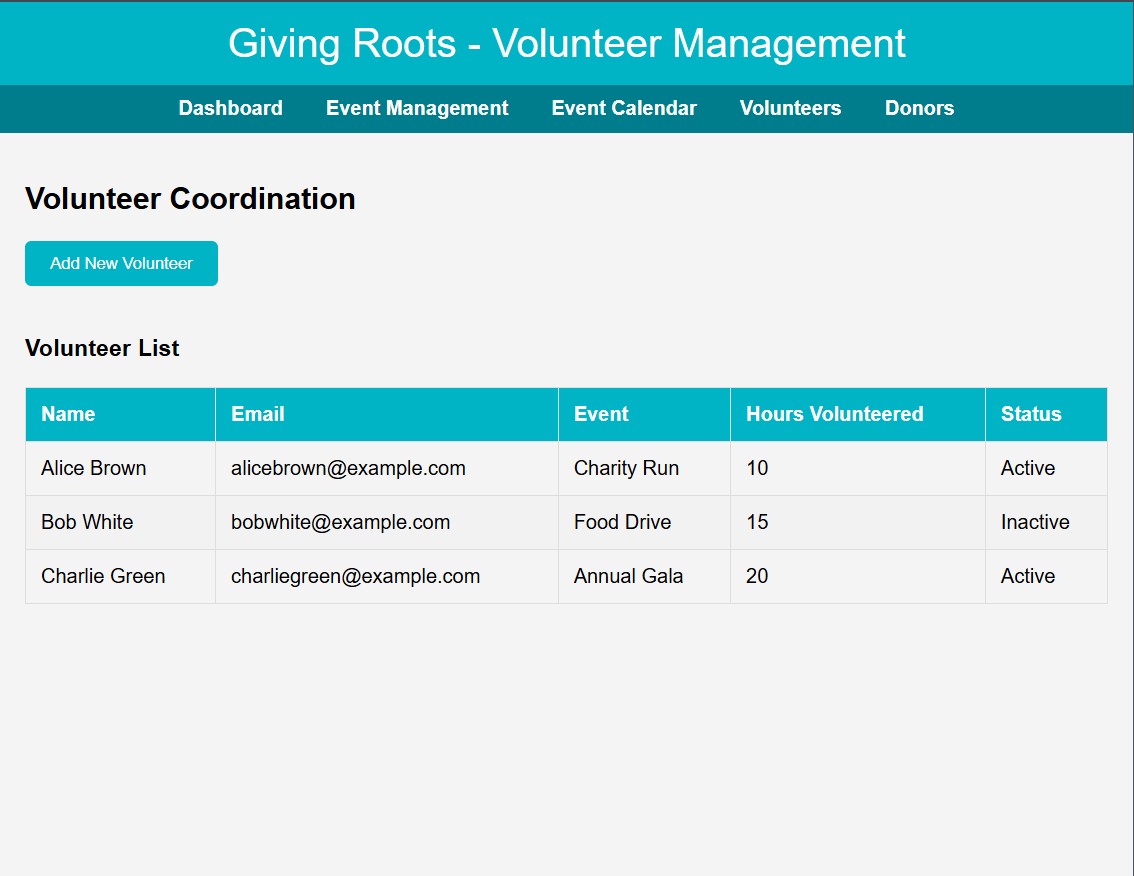 Giving Roots - Volunteer Management
Dashboard Event Management Event Calendar Volunteers Donors
Volunteer Coordination
Add New Volunteer
Volunteer List
Name Email Event Hours Volunteered Status
Alice Brown alicebrown@example.com Charity Run 10 Active
Bob White bobwhite@example.com Food Drive 15 Inactive
Charlie Green charliegreen@example.com Annual Gala 20 Active